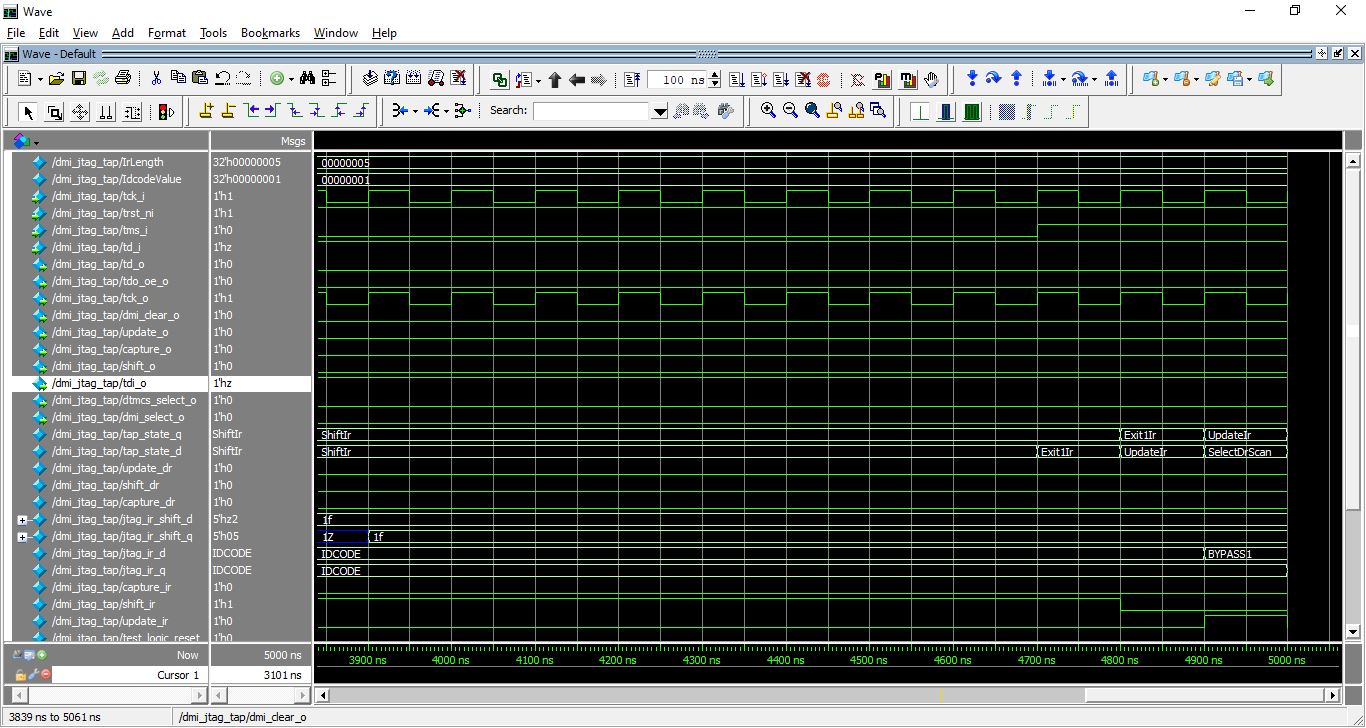 Wave
File Edit View Add Format Tools Bookmarks Window Help
Wave - Default
100 ns
Search:
Msgs
/dmi_jtag_tap/IrLength 32'h00000005 00000005
/dmi_jtag_tap/IdcodeValue 32'h00000001 00000001
/dmi_jtag_tap/tck_i 1'h1
/dmi_jtag_tap/trst_ni 1'h1
/dmi_jtag_tap/tms_i 1'h0
/dmi_jtag_tap/td_i 1'hz
/dmi_jtag_tap/td_o 1'h0
/dmi_jtag_tap/tdo_oe_o 1'h0
/dmi_jtag_tap/tck_o 1'h1
/dmi_jtag_tap/dmi_clear_o 1'h0
/dmi_jtag_tap/update_o 1'h0
/dmi_jtag_tap/capture_o 1'h0
/dmi_jtag_tap/shift_o 1'h0
/dmi_jtag_tap/tdi_o 1'hz
/dmi_jtag_tap/dtmcs_select_o 1'h0
/dmi_jtag_tap/dmi_select_o 1'h0
/dmi_jtag_tap/tap_state_q ShiftIr ShiftIr Exit1Ir UpdateIr
/dmi_jtag_tap/tap_state_d ShiftIr ShiftIr Exit1Ir UpdateIr SelectDrScan
/dmi_jtag_tap/update_dr 1'h0
/dmi_jtag_tap/shift_dr 1'h0
/dmi_jtag_tap/capture_dr 1'h0
/dmi_jtag_tap/jtag_ir_shift_d 5'hz2 1f
/dmi_jtag_tap/jtag_ir_shift_q 5'h05 1Z 1f
/dmi_jtag_tap/jtag_ir_d IDCODE IDCODE BYPASS1
/dmi_jtag_tap/jtag_ir_q IDCODE IDCODE
/dmi_jtag_tap/capture_ir 1'h0
/dmi_jtag_tap/shift_ir 1'h1
/dmi_jtag_tap/update_ir 1'h0
/dmi_jtag_tap/test_logic_reset 1'h0
Now 5000 ns 3900 ns 4000 ns 4100 ns 4200 ns 4300 ns 4400 ns 4500 ns 4600 ns 4700 ns 4800 ns 4900 ns 5000 ns
Cursor 1 3101 ns
3839 ns to 5061 ns /dmi_jtag_tap/dmi_clear_o